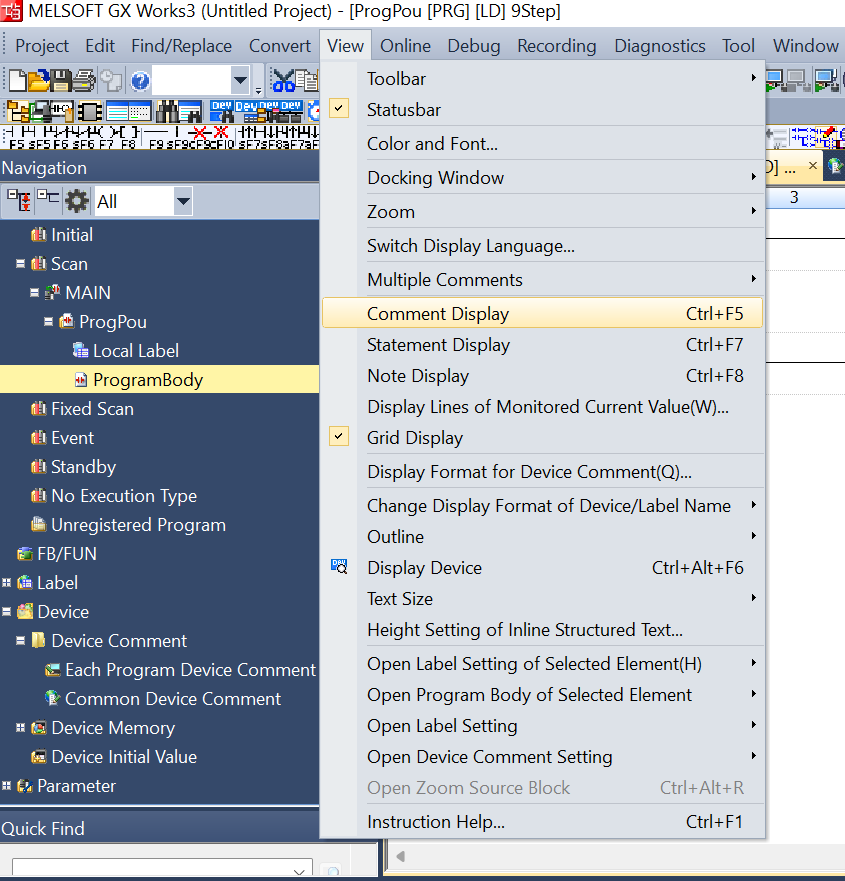 MELSOFT GX Works3 (Untitled Project) - [ProgPou [PRG] [LD] 9Step]
Project Edit Find/Replace Convert View Online Debug Recording Diagnostics Tool Window
F5 sF5 F6 sF6 F7 F8 F9 sF9 cF9 cF10 sF7 sF8 aF7 aF
Navigation
All
Initial
Scan
MAIN
ProgPou
Local Label
ProgramBody
Fixed Scan
Event
Standby
No Execution Type
Unregistered Program
FB/FUN
Label
Device
Device Comment
Each Program Device Comment
Common Device Comment
Device Memory
Device Initial Value
Parameter
Quick Find
Toolbar
Statusbar
Color and Font...
Docking Window
Zoom
Switch Display Language...
Multiple Comments
Comment Display Ctrl+F5
Statement Display Ctrl+F7
Note Display Ctrl+F8
Display Lines of Monitored Current Value(W)...
Grid Display
Display Format for Device Comment(Q)...
Change Display Format of Device/Label Name
Outline
Display Device Ctrl+Alt+F6
Text Size
Height Setting of Inline Structured Text...
Open Label Setting of Selected Element(H)
Open Program Body of Selected Element
Open Label Setting
Open Device Comment Setting
Open Zoom Source Block Ctrl+Alt+R
Instruction Help... Ctrl+F1
D] ...
3